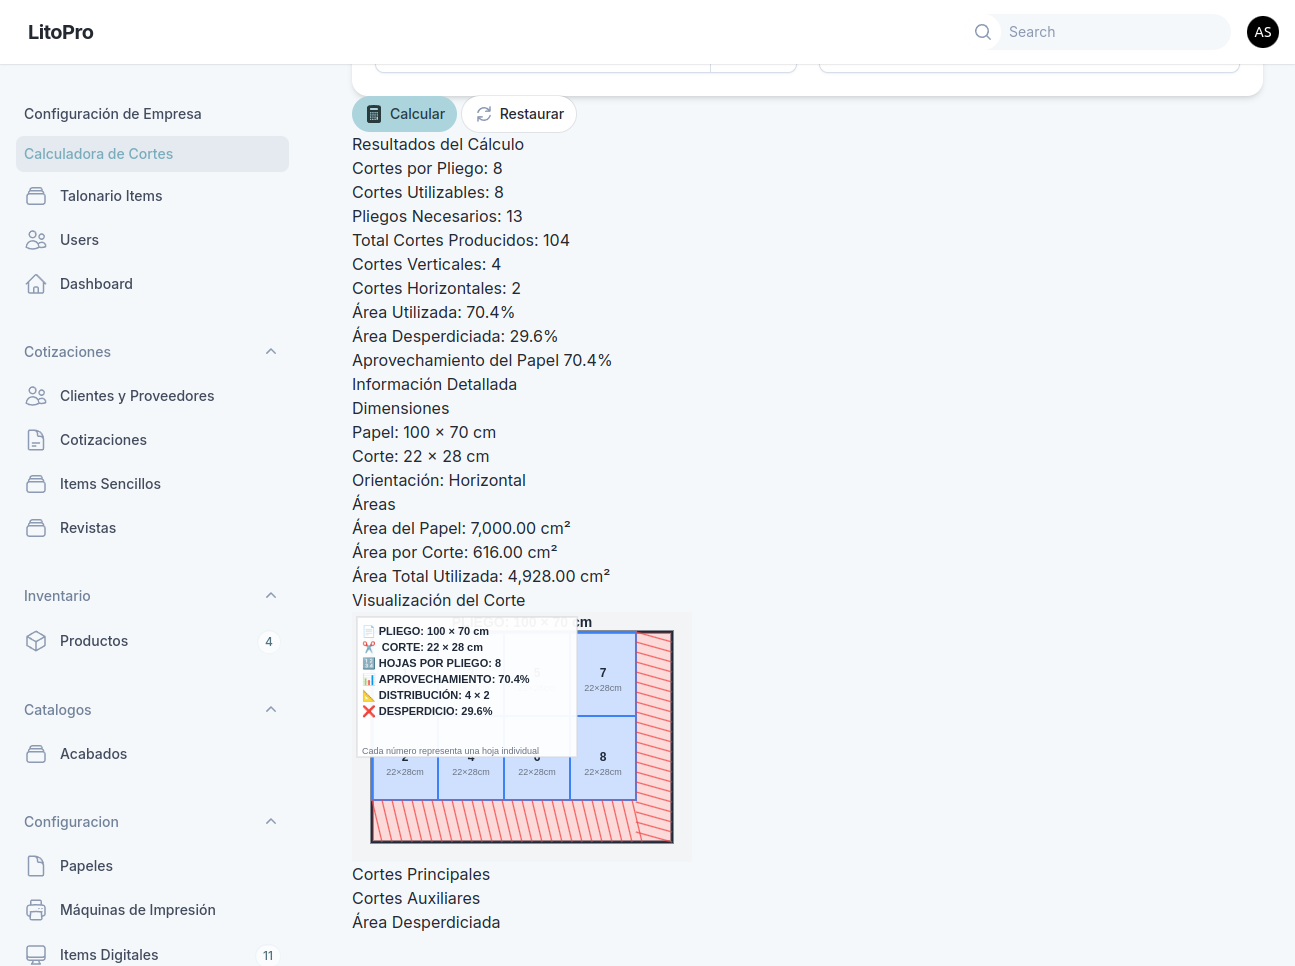 LitoPro
Search
AS
Configuración de Empresa
Calculadora de Cortes
Talonario Items
Users
Dashboard
Cotizaciones
Clientes y Proveedores
Cotizaciones
Items Sencillos
Revistas
Inventario
Productos 4
Catalogos
Acabados
Configuracion
Papeles
Máquinas de Impresión
Items Digitales 11
Calcular Restaurar
Resultados del Cálculo
Cortes por Pliego: 8
Cortes Utilizables: 8
Pliegos Necesarios: 13
Total Cortes Producidos: 104
Cortes Verticales: 4
Cortes Horizontales: 2
Área Utilizada: 70.4%
Área Desperdiciada: 29.6%
Aprovechamiento del Papel 70.4%
Información Detallada
Dimensiones
Papel: 100 × 70 cm
Corte: 22 × 28 cm
Orientación: Horizontal
Áreas
Área del Papel: 7,000.00 cm²
Área por Corte: 616.00 cm²
Área Total Utilizada: 4,928.00 cm²
Visualización del Corte
PLIEGO: 100 × 70 cm
📄 PLIEGO: 100 × 70 cm
✂️ CORTE: 22 × 28 cm
🔢 HOJAS POR PLIEGO: 8
📊 APROVECHAMIENTO: 70.4%
📐 DISTRIBUCIÓN: 4 × 2
❌ DESPERDICIO: 29.6%
Cada número representa una hoja individual
5 7
22×28cm
2 4 6 8
22×28cm 22×28cm 22×28cm 22×28cm
Cortes Principales
Cortes Auxiliares
Área Desperdiciada